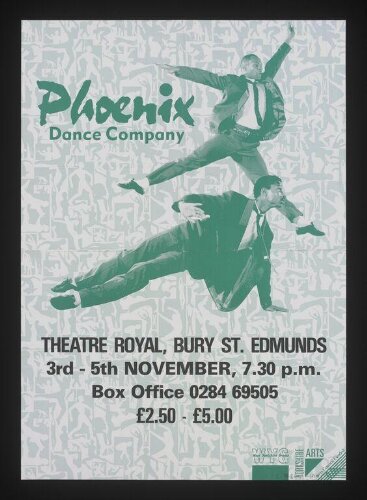 Phoenix
Dance Company
THEATRE ROYAL, BURY ST. EDMUNDS
3rd - 5th NOVEMBER, 7.30 p.m.
Box Office 0284 69505
£2.50 - £5.00
YORKSHIRE
ARTS